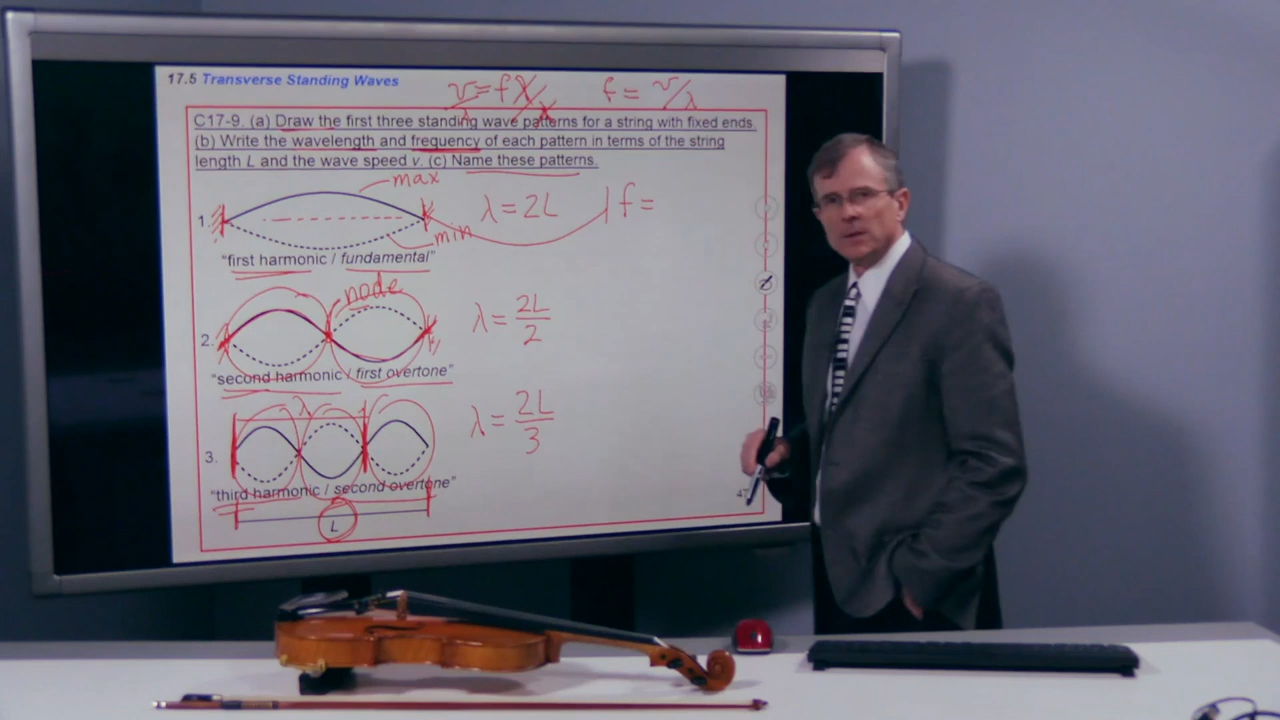 17.5 Transverse Standing Waves
v/λ = fλ/λ f = v/λ
C17-9. (a) Draw the first three standing wave patterns for a string with fixed ends.
(b) Write the wavelength and frequency of each pattern in terms of the string
length L and the wave speed v. (c) Name these patterns.
max
1. λ = 2L f =
min
"first harmonic / fundamental"
node
2. λ = 2L/2
"second harmonic / first overtone"
λ
3. λ = 2L/3
"third harmonic / second overtone"
L